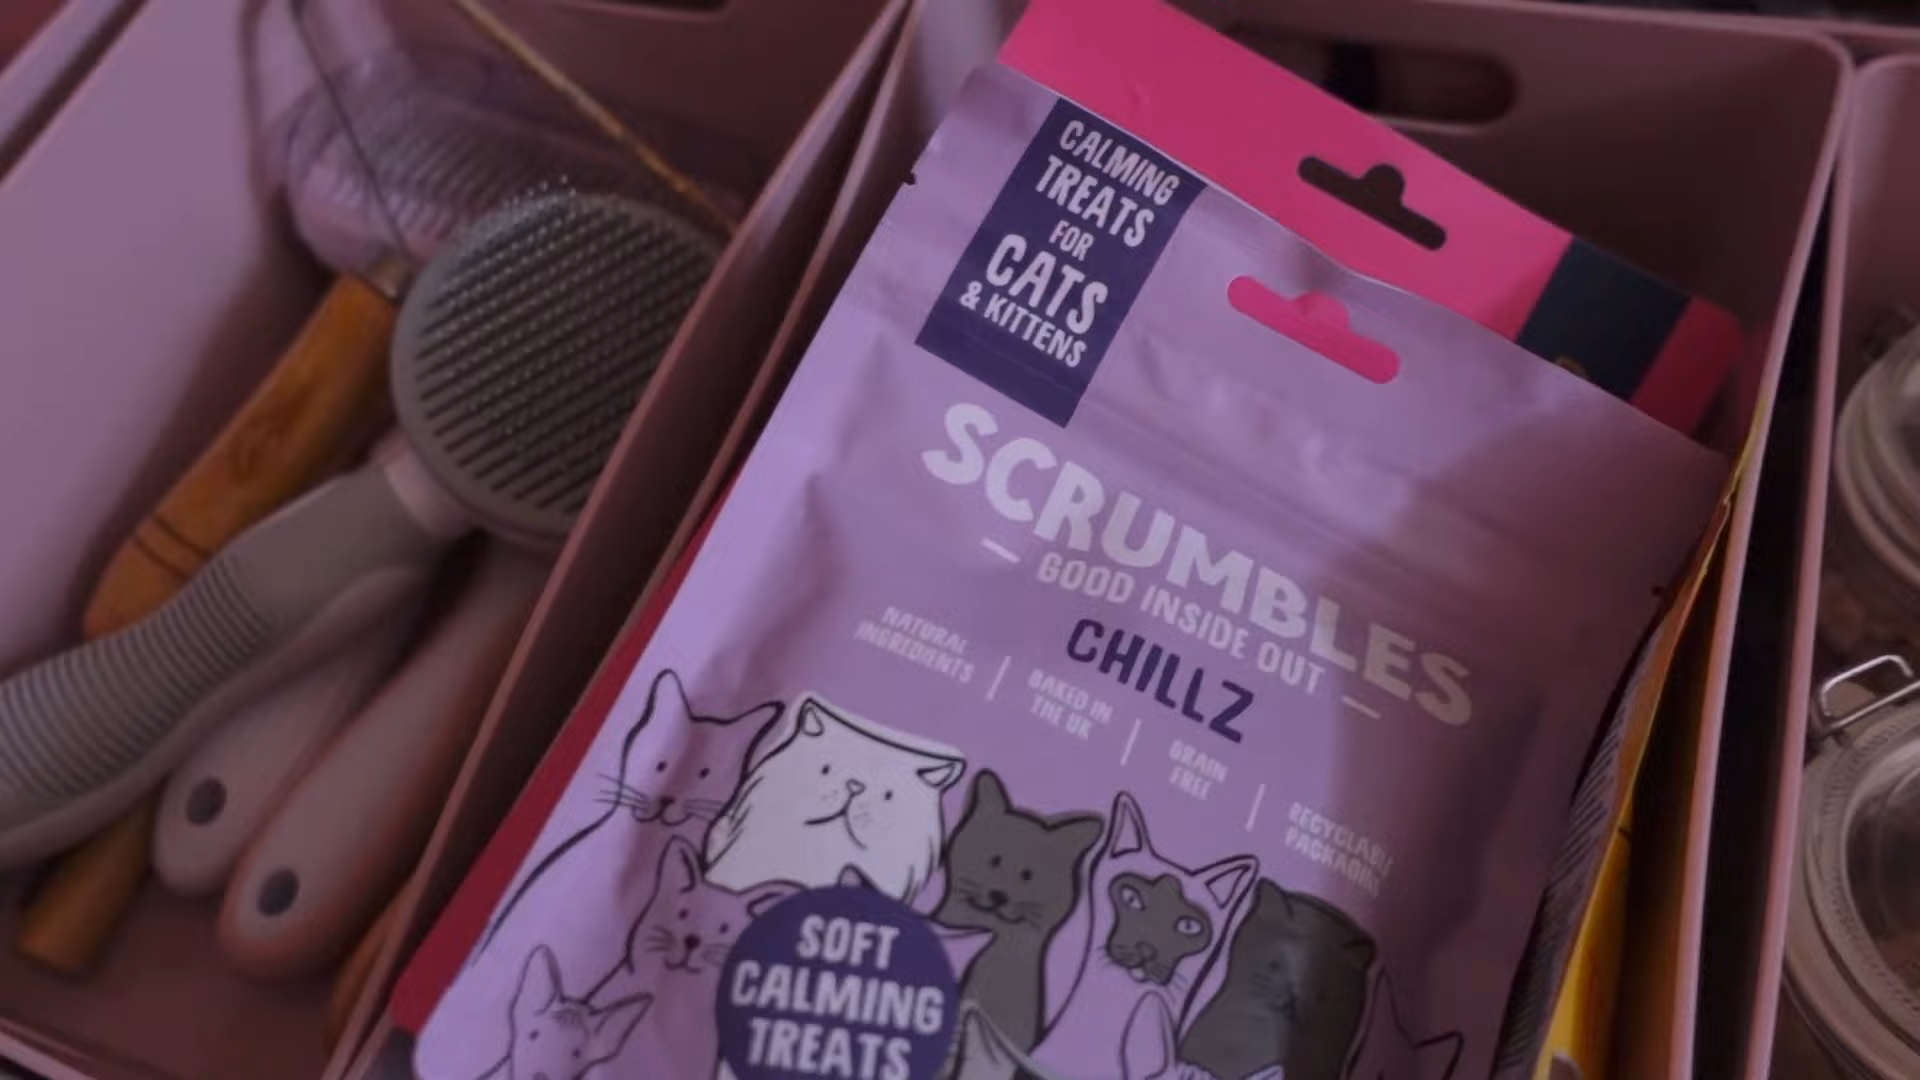 CALMING
TREATS
FOR
CATS
& KITTENS
SCRUMBLES
— GOOD INSIDE OUT —
CHILLZ
NATURAL
INGREDIENTS
BAKED IN
THE UK
GRAIN
FREE
RECYCLABLE
PACKAGING
SOFT
CALMING
TREATS